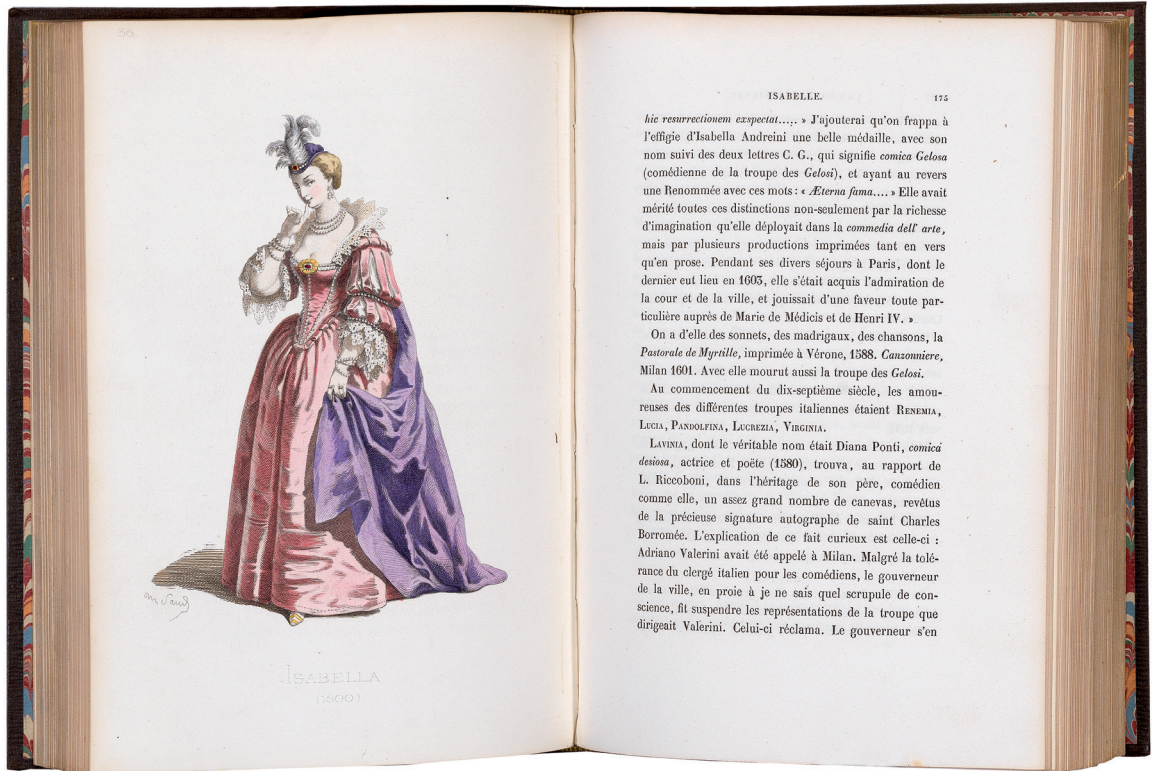 36
ISABELLA
(1600)
ISABELLE. 175
hic resurrectionem exspectat..... » J'ajouterai qu'on frappa à
l'effigie d'Isabella Andreini une belle médaille, avec son
nom suivi des deux lettres C. G., qui signifie comica Gelosa
(comédienne de la troupe des Gelosi), et ayant au revers
une Renommée avec ces mots : « Æterna fama.... » Elle avait
mérité toutes ces distinctions non-seulement par la richesse
d'imagination qu'elle déployait dans la commedia dell' arte,
mais par plusieurs productions imprimées tant en vers
qu'en prose. Pendant ses divers séjours à Paris, dont le
dernier eut lieu en 1603, elle s'était acquis l'admiration de
la cour et de la ville, et jouissait d'une faveur toute par-
ticulière auprès de Marie de Médicis et de Henri IV. »
On a d'elle des sonnets, des madrigaux, des chansons, la
Pastorale de Myrtille, imprimée à Vérone, 1588. Canzonniere,
Milan 1601. Avec elle mourut aussi la troupe des Gelosi.
Au commencement du dix-septième siècle, les amou-
reuses des différentes troupes italiennes étaient RENEMIA,
LUCIA, PANDOLFINA, LUCREZIA, VIRGINIA.
LAVINIA, dont le véritable nom était Diana Ponti, comica
desiosa, actrice et poëte (1580), trouva, au rapport de
L. Riccoboni, dans l'héritage de son père, comédien
comme elle, un assez grand nombre de canevas, revêtus
de la précieuse signature autographe de saint Charles
Borromée. L'explication de ce fait curieux est celle-ci :
Adriano Valerini avait été appelé à Milan. Malgré la tolé-
rance du clergé italien pour les comédiens, le gouverneur
de la ville, en proie à je ne sais quel scrupule de con-
science, fit suspendre les représentations de la troupe que
dirigeait Valerini. Celui-ci réclama. Le gouverneur s'en